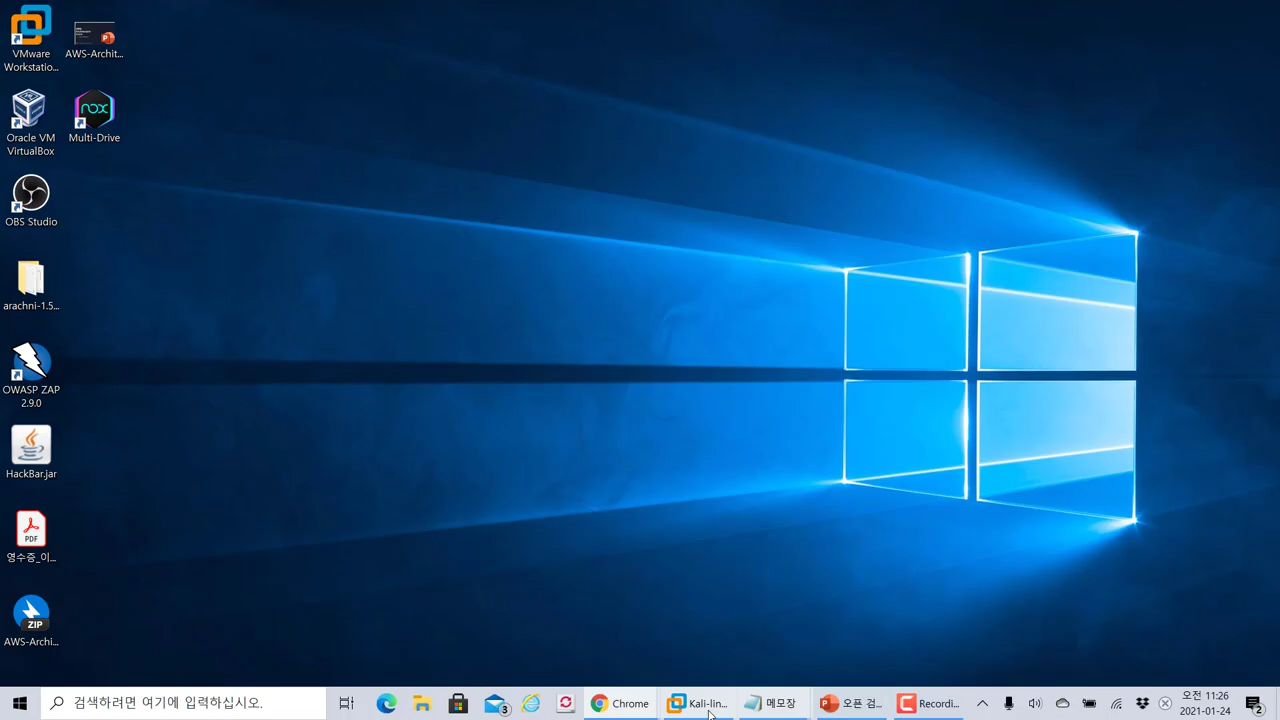 VMware
Workstatio...
AWS-Archit...
Oracle VM
VirtualBox
nox
Multi-Drive
OBS Studio
arachni-1.5...
OWASP ZAP
2.9.0
HackBar.jar
PDF
영수증_이...
ZIP
AWS-Archi...
검색하려면 여기에 입력하십시오.
3
Chrome
Kali-lin...
메모장
오픈 검...
Recordi...
오전 11:26
2021-01-24
2